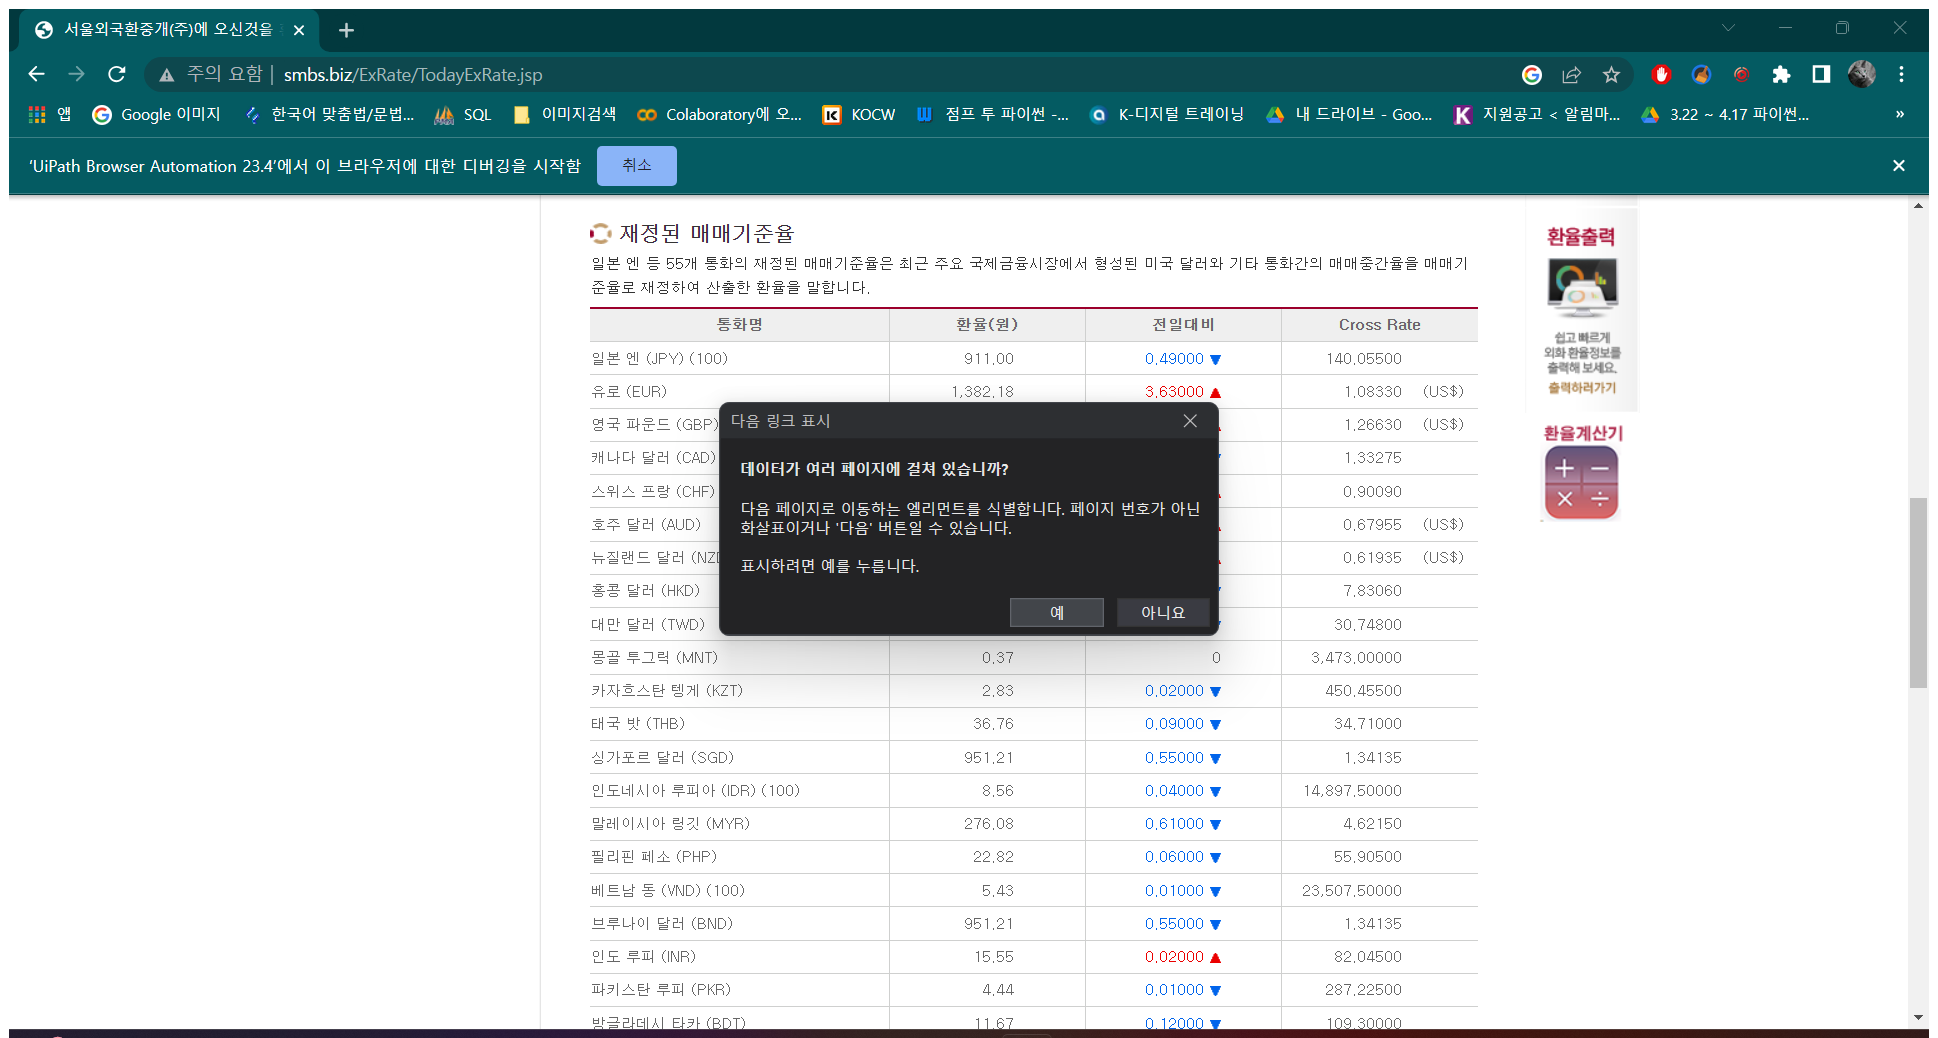 서울외국환중개(주)에 오신것을
주의 요함 | smbs.biz/ExRate/TodayExRate.jsp
앱 Google 이미지 한국어 맞춤법/문법... SQL 이미지검색 Colaboratory에 오... KOCW 점프 투 파이썬 -... K-디지털 트레이닝 내 드라이브 - Goo... 지원공고 < 알림마... 3.22 ~ 4.17 파이썬... »
'UiPath Browser Automation 23.4'에서 이 브라우저에 대한 디버깅을 시작함 취소
재정된 매매기준율
일본 엔 등 55개 통화의 재정된 매매기준율은 최근 주요 국제금융시장에서 형성된 미국 달러와 기타 통화간의 매매중간율을 매매기
준율로 재정하여 산출한 환율을 말합니다.
통화명 환율(원) 전일대비 Cross Rate
일본 엔 (JPY) (100) 911.00 0.49000 ▼ 140.05500
유로 (EUR) 1,382.18 3.63000 ▲ 1.08330 (US$)
영국 파운드 (GBP) 1.26630 (US$)
캐나다 달러 (CAD) 1.33275
스위스 프랑 (CHF) 0.90090
호주 달러 (AUD) 0.67955 (US$)
뉴질랜드 달러 (NZD 0.61935 (US$)
홍콩 달러 (HKD) 7.83060
대만 달러 (TWD) 30.74800
몽골 투그릭 (MNT) 0.37 0 3,473.00000
카자흐스탄 텡게 (KZT) 2.83 0.02000 ▼ 450.45500
태국 밧 (THB) 36.76 0.09000 ▼ 34.71000
싱가포르 달러 (SGD) 951.21 0.55000 ▼ 1.34135
인도네시아 루피아 (IDR) (100) 8.56 0.04000 ▼ 14,897.50000
말레이시아 링깃 (MYR) 276.08 0.61000 ▼ 4.62150
필리핀 페소 (PHP) 22.82 0.06000 ▼ 55.90500
베트남 동 (VND) (100) 5.43 0.01000 ▼ 23,507.50000
브루나이 달러 (BND) 951.21 0.55000 ▼ 1.34135
인도 루피 (INR) 15.55 0.02000 ▲ 82.04500
파키스탄 루피 (PKR) 4.44 0.01000 ▼ 287.22500
방글라데시 타카 (BDT) 11.67 0.12000 ▼ 109.30000
다음 링크 표시
데이터가 여러 페이지에 걸쳐 있습니까?
다음 페이지로 이동하는 엘리먼트를 식별합니다. 페이지 번호가 아닌
화살표이거나 '다음' 버튼일 수 있습니다.
표시하려면 예를 누릅니다.
예 아니요
환율출력
쉽고 빠르게
외화 환율정보를
출력해 보세요.
출력하러가기
환율계산기